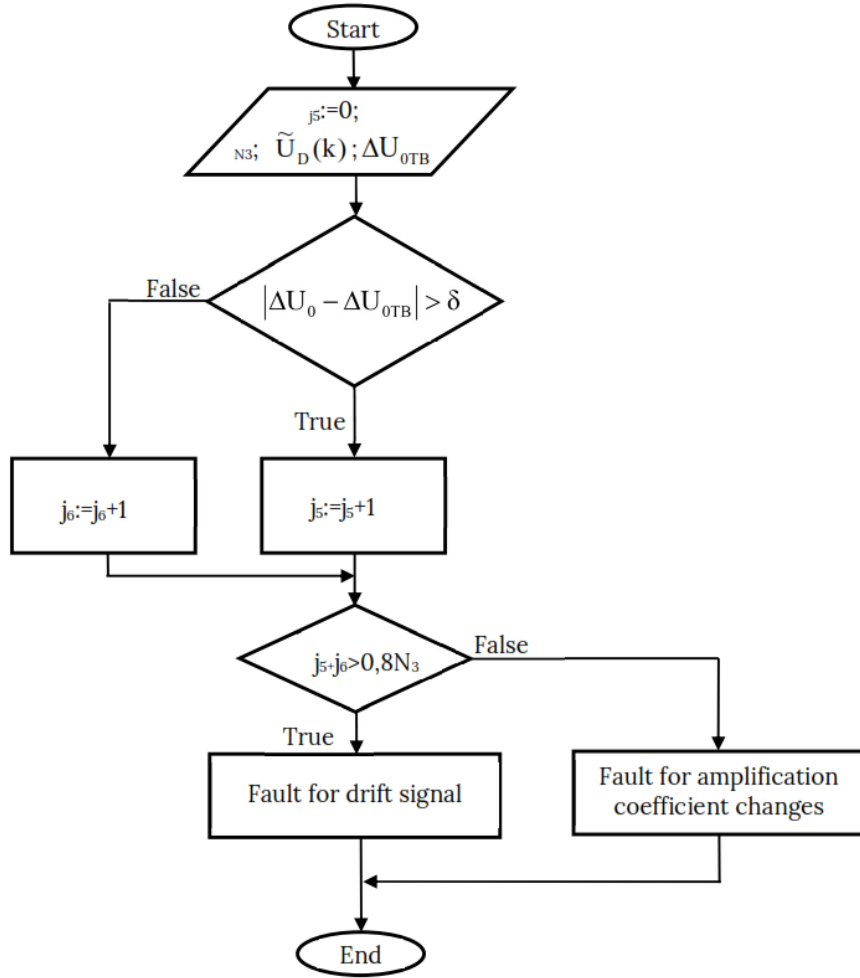 Start
j5:=0;
N3; Ũ_D(k); ΔU_0TB
False
|ΔU₀ − ΔU_0TB| > δ
True
j₆:=j₆+1
j₅:=j₅+1
j₅₊j₆>0,8N₃
False
True
Fault for drift signal
Fault for amplification
coefficient changes
End